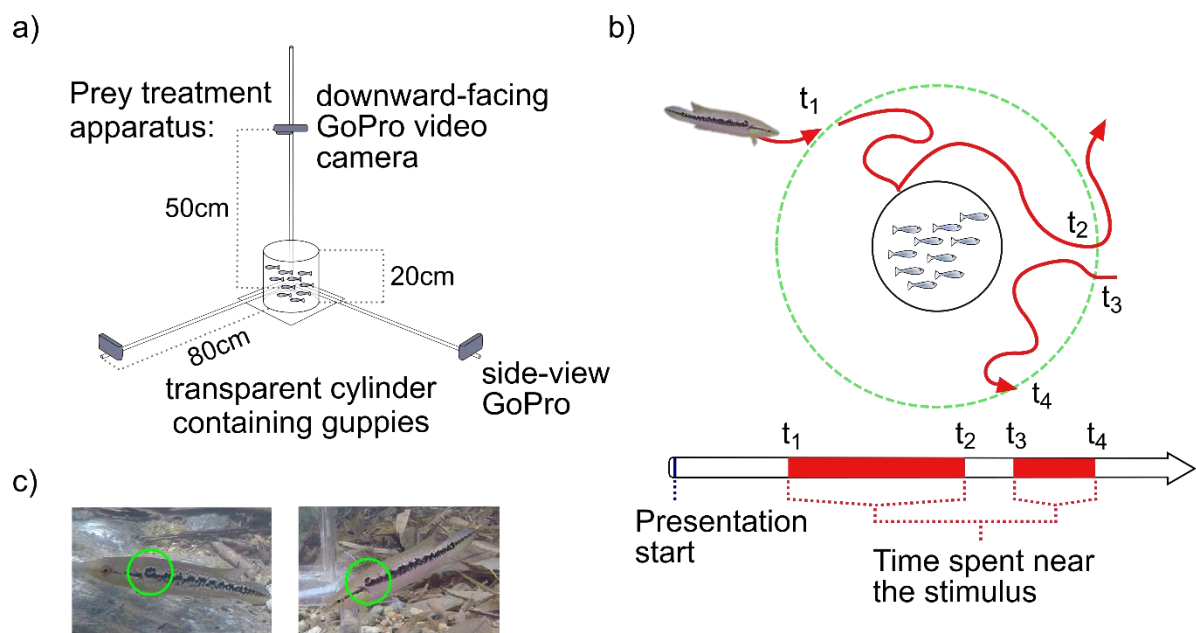 a)
Prey treatment
apparatus:
downward-facing
GoPro video
camera
50cm
20cm
80cm
transparent cylinder
containing guppies
side-view
GoPro
b)
t1
t2
t3
t4
t1
t2
t3
t4
Presentation
start
Time spent near
the stimulus
c)